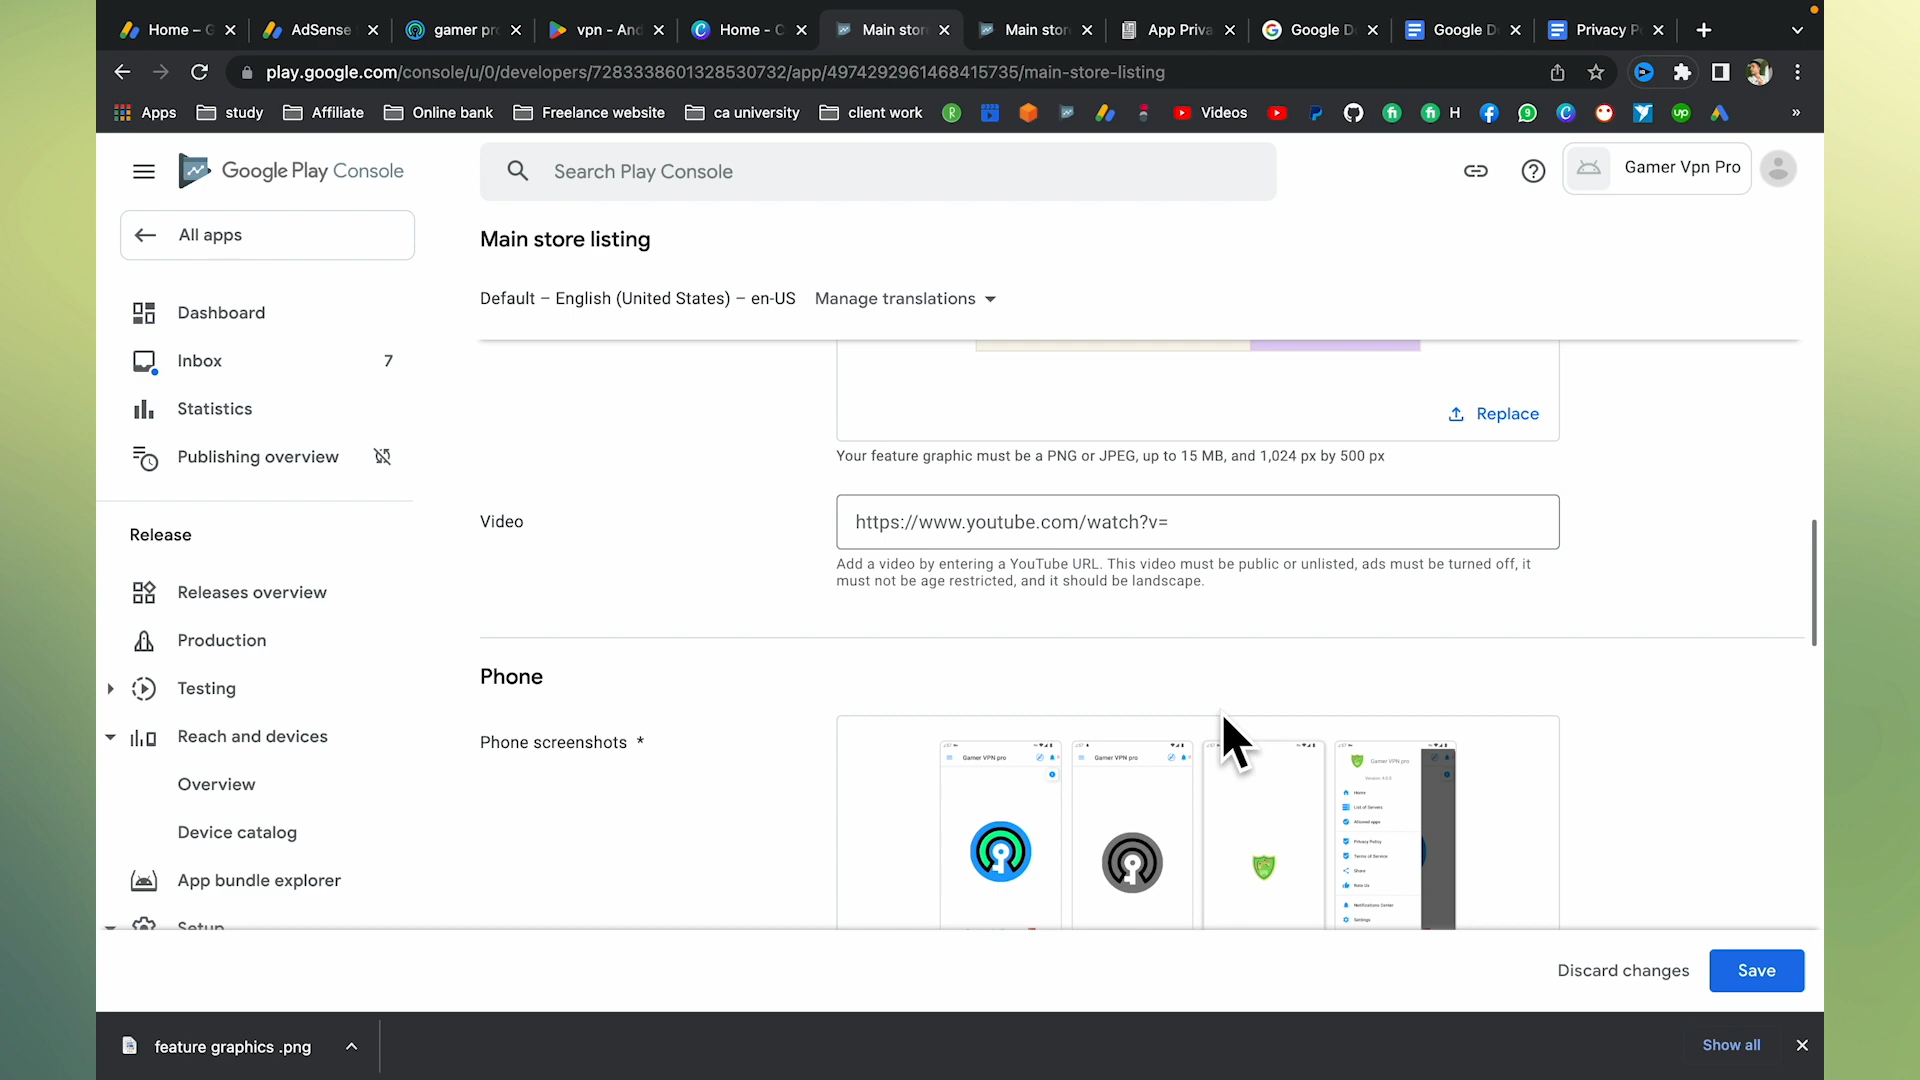 Home – G
AdSense
gamer pro
vpn - And
Home - C
Main store
Main store
App Priva
Google D
Google D
Privacy P
play.google.com/console/u/0/developers/7283338601328530732/app/4974292961468415735/main-store-listing
Apps
study
Affiliate
Online bank
Freelance website
ca university
client work
Videos
H
Google Play Console
Search Play Console
Gamer Vpn Pro
All apps
Main store listing
Default – English (United States) – en-US
Manage translations
Dashboard
Inbox
7
Statistics
Publishing overview
Replace
Your feature graphic must be a PNG or JPEG, up to 15 MB, and 1,024 px by 500 px
Video
https://www.youtube.com/watch?v=
Add a video by entering a YouTube URL. This video must be public or unlisted, ads must be turned off, it
must not be age restricted, and it should be landscape.
Release
Releases overview
Production
Testing
Reach and devices
Overview
Device catalog
App bundle explorer
Setup
Phone
Phone screenshots *
Gamer VPN pro
Gamer VPN pro
Gamer VPN pro
Version: 4.0.0
Home
List of Servers
Allowed apps
Privacy Policy
Terms of Service
Share
Rate Us
Notifications Center
Settings
Discard changes
Save
feature graphics .png
Show all